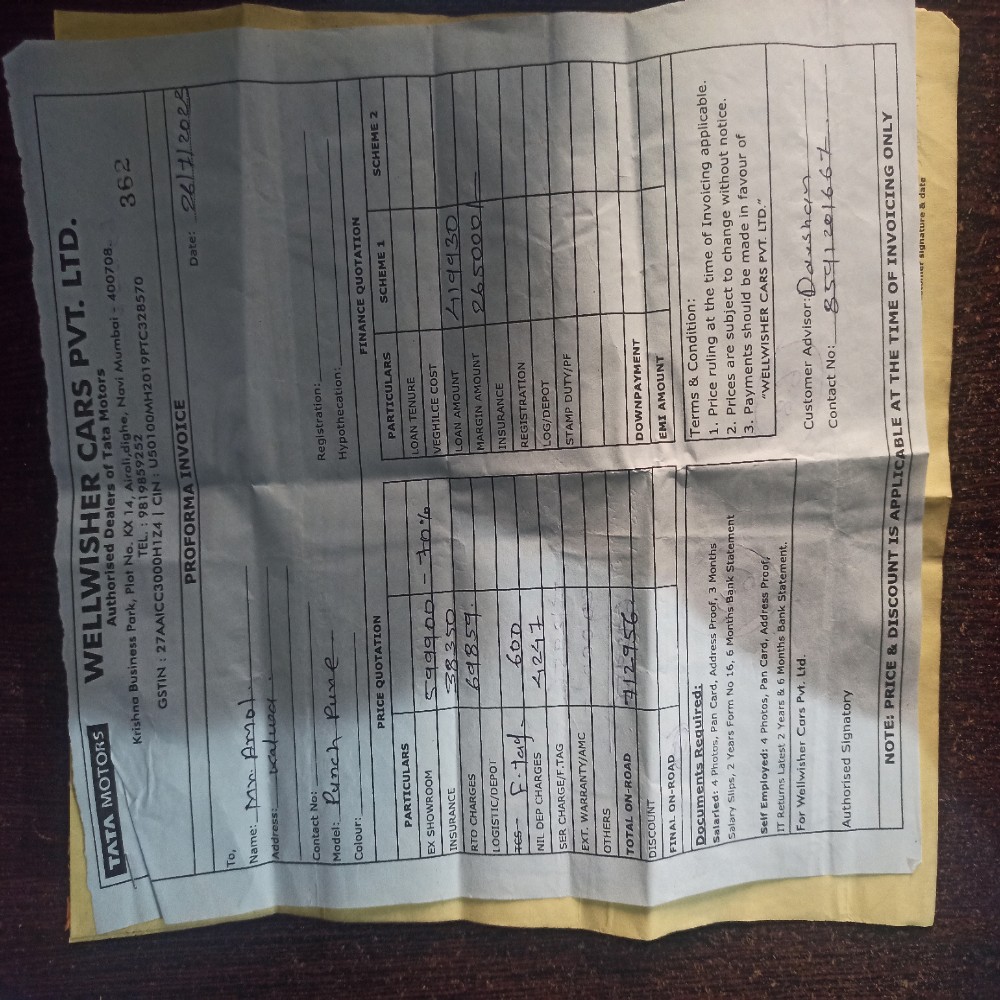 TATA MOTORS WELLWISHER CARS PVT. LTD.
Authorised Dealers of Tata Motors
Krishna Business Park, Plot No. KX 14, Airoli,dighe, Navi Mumbai - 400708.
TEL. : 9819859252
362
GSTIN : 27AAICC3000H1Z4 | CIN : U50100MH2019PTC328570
PROFORMA INVOICE
Date: 26/7/2025
To,
Name: Mr. Amol.
Address:
Contact No:
Registration:
Model: Punch Pune
Hypothecation:
Colour:
PRICE QUOTATION
PARTICULARS
EX SHOWROOM 599900 - 70%
INSURANCE 38350
RTO CHARGES 69859.
LOGISTIC/DEPOT
TCS F.tag - 600
NIL DEP CHARGES 4247
SER CHARGE/F.TAG
EXT. WARRANTY/AMC
OTHERS
TOTAL ON-ROAD 712956
DISCOUNT
FINAL ON-ROAD
FINANCE QUOTATION
PARTICULARS SCHEME 1 SCHEME 2
LOAN TENURE
VEGHILCE COST
LOAN AMOUNT 419930
MARGIN AMOUNT 265000/
INSURANCE
REGISTRATION
LOG/DEPOT
STAMP DUTY/PF
DOWNPAYMENT
EMI AMOUNT
Documents Required:
Salaried: 4 Photos, Pan Card, Address Proof, 3 Months
Salary Slips, 2 Years Form No 16, 6 Months Bank Statement
Self Employed: 4 Photos, Pan Card, Address Proof,
IT Returns Latest 2 Years & 6 Months Bank Statement.
For Wellwisher Cars Pvt. Ltd.
Authorised Signatory
Terms & Condition:
1. Price ruling at the time of Invoicing applicable.
2. Prices are subject to change without notice.
3. Payments should be made in favour of
"WELLWISHER CARS PVT. LTD."
Customer Advisor: Darshan
Contact No: 8591201667
NOTE: PRICE & DISCOUNT IS APPLICABLE AT THE TIME OF INVOICING ONLY
signature & date